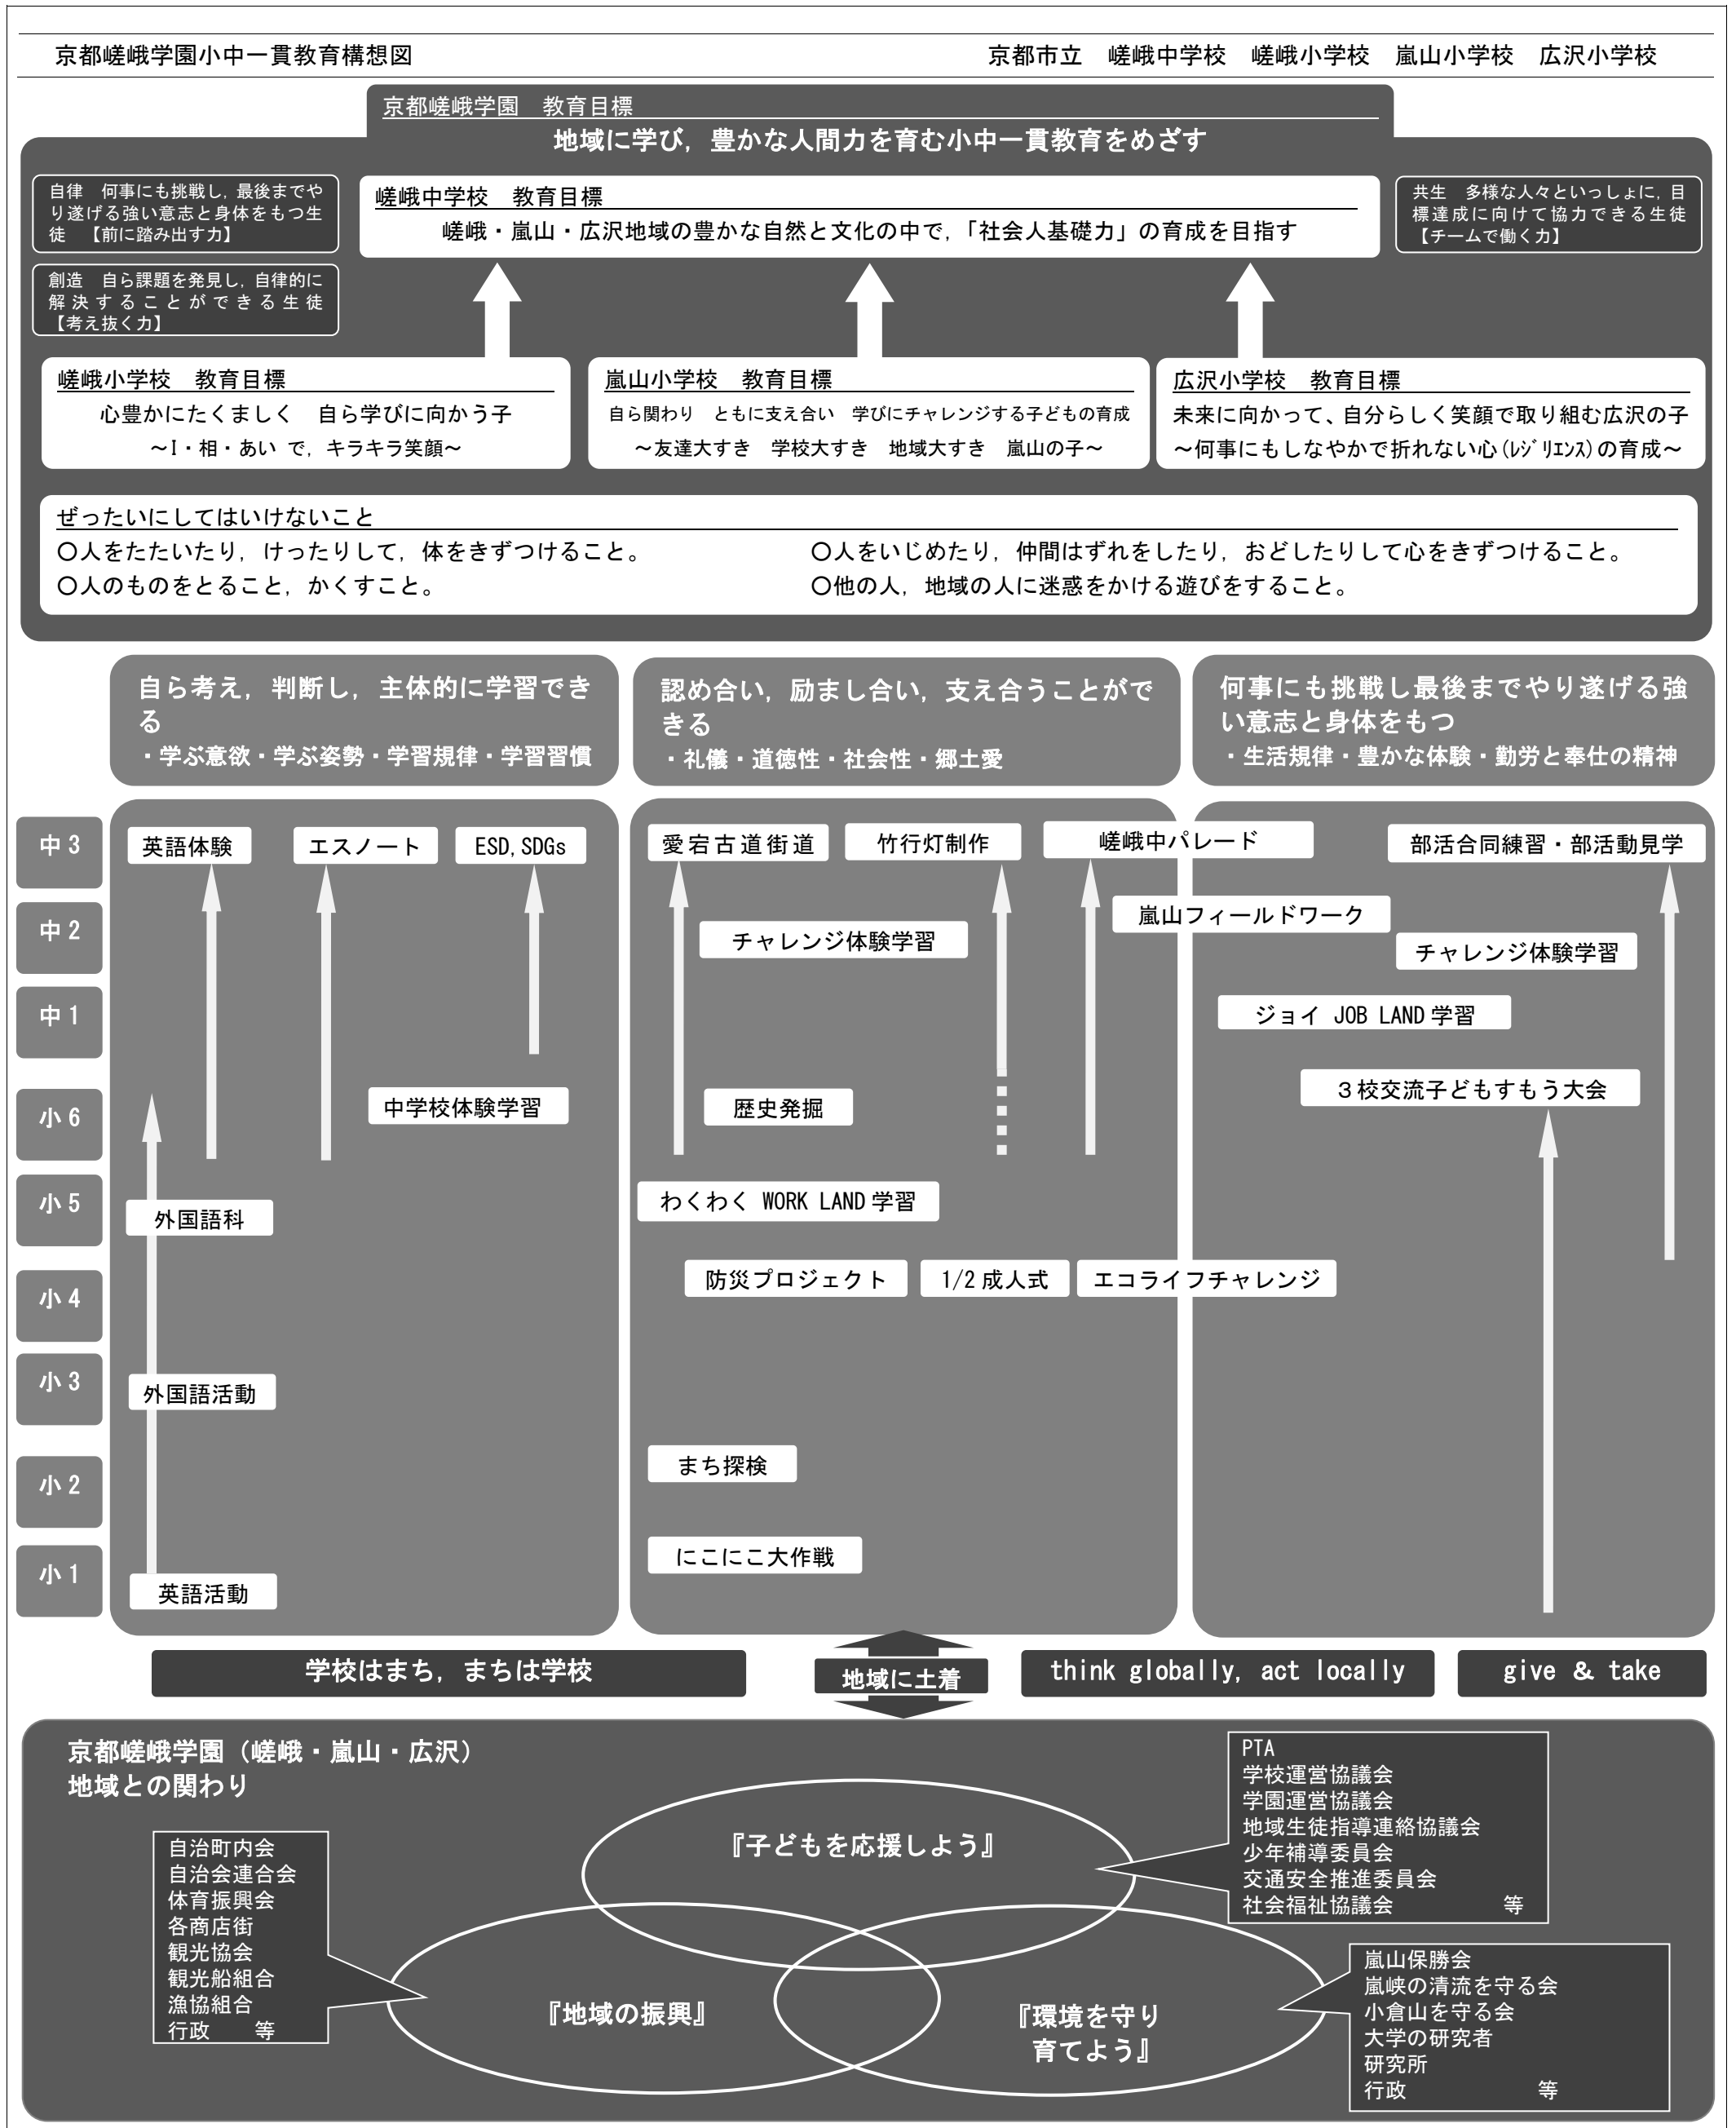 京都嵯峨学園小中一貫教育構想図
京都市立　嵯峨中学校　嵯峨小学校　嵐山小学校　広沢小学校
京都嵯峨学園　教育目標
地域に学び，豊かな人間力を育む小中一貫教育をめざす
自律　何事にも挑戦し，最後までや
り遂げる強い意志と身体をもつ生
徒　【前に踏み出す力】
創造　自ら課題を発見し，自律的に
解決することができる生徒
【考え抜く力】
嵯峨中学校　教育目標
嵯峨・嵐山・広沢地域の豊かな自然と文化の中で，「社会人基礎力」の育成を目指す
共生　多様な人々といっしょに，目
標達成に向けて協力できる生徒
【チームで働く力】
嵯峨小学校　教育目標
心豊かにたくましく　自ら学びに向かう子
～I・相・あい で，キラキラ笑顔～
嵐山小学校　教育目標
自ら関わり　ともに支え合い　学びにチャレンジする子どもの育成
～友達大すき　学校大すき　地域大すき　嵐山の子～
広沢小学校　教育目標
未来に向かって、自分らしく笑顔で取り組む広沢の子
～何事にもしなやかで折れない心(ﾚｼﾞﾘｴﾝｽ)の育成～
ぜったいにしてはいけないこと
〇人をたたいたり，けったりして，体をきずつけること。
〇人をいじめたり，仲間はずれをしたり，おどしたりして心をきずつけること。
〇人のものをとること，かくすこと。
〇他の人，地域の人に迷惑をかける遊びをすること。
自ら考え，判断し，主体的に学習でき
る
・学ぶ意欲・学ぶ姿勢・学習規律・学習習慣
認め合い，励まし合い，支え合うことがで
きる
・礼儀・道徳性・社会性・郷土愛
何事にも挑戦し最後までやり遂げる強
い意志と身体をもつ
・生活規律・豊かな体験・勤労と奉仕の精神
中3
英語体験
エスノート
ESD,SDGs
愛宕古道街道
竹行灯制作
嵯峨中パレード
部活合同練習・部活動見学
中2
チャレンジ体験学習
嵐山フィールドワーク
チャレンジ体験学習
中1
ジョイ JOB LAND 学習
小6
中学校体験学習
歴史発掘
３校交流子どもすもう大会
小5
外国語科
わくわく WORK LAND 学習
小4
防災プロジェクト
1/2 成人式
エコライフチャレンジ
小3
外国語活動
小2
まち探検
小1
英語活動
にこにこ大作戦
学校はまち，まちは学校
地域に土着
think globally, act locally
give & take
京都嵯峨学園（嵯峨・嵐山・広沢）
地域との関わり
『子どもを応援しよう』
PTA
学校運営協議会
学園運営協議会
地域生徒指導連絡協議会
少年補導委員会
交通安全推進委員会
社会福祉協議会　　　　　等
自治町内会
自治会連合会
体育振興会
各商店街
観光協会
観光船組合
漁協組合
行政　　等
『地域の振興』
『環境を守り
育てよう』
嵐山保勝会
嵐峡の清流を守る会
小倉山を守る会
大学の研究者
研究所
行政　　　　　　等